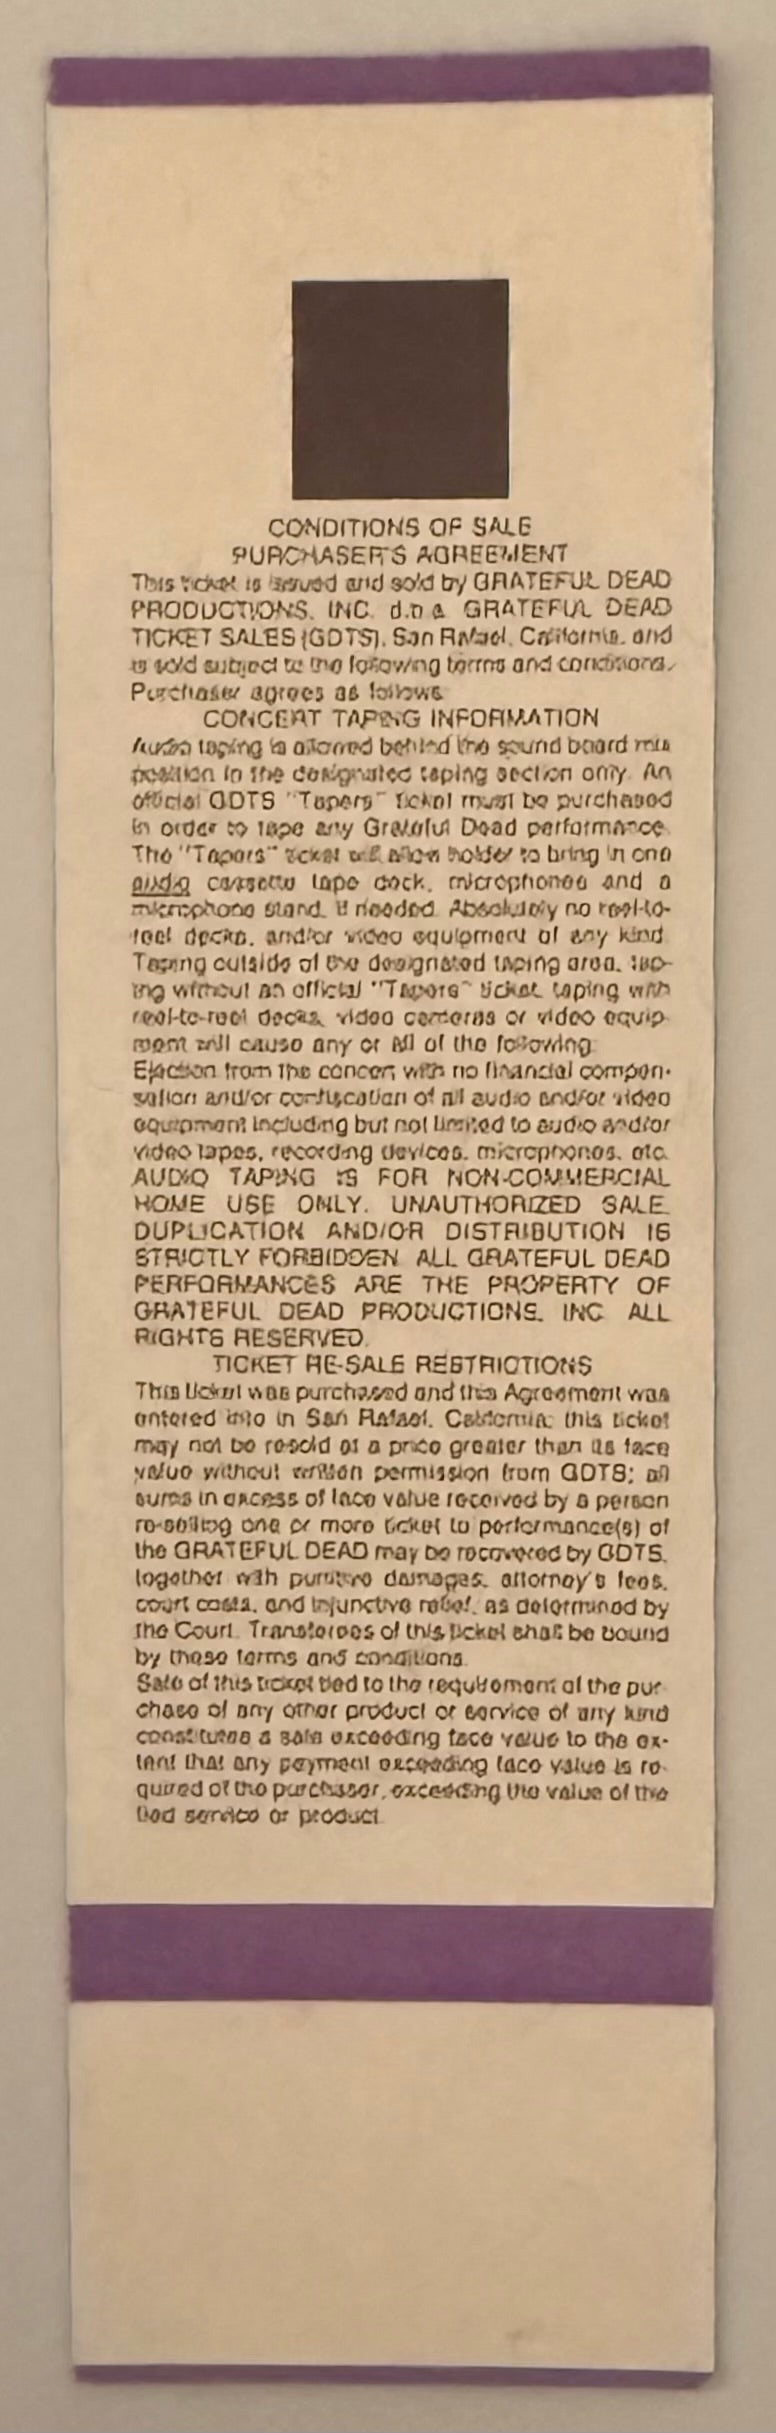 CONDITIONS OF SALE
PURCHASER'S AGREEMENT
This ticket is issued and sold by GRATEFUL DEAD
PRODUCTIONS, INC. d.b.a. GRATEFUL DEAD
TICKET SALES (GDTS), San Rafael, California, and
is sold subject to the following terms and conditions.
Purchaser agrees as follows:
CONCERT TAPING INFORMATION
Audio taping is allowed behind the sound board mix
position in the designated taping section only. An
official GDTS "Tapers" ticket must be purchased
in order to tape any Grateful Dead performance.
The "Tapers" ticket will allow holder to bring in one
audio cassette tape deck, microphones and a
microphone stand, if needed. Absolutely no reel-to-
reel decks, and/or video equipment of any kind.
Taping outside of the designated taping area, tap-
ing without an official "Tapers" ticket, taping with
reel-to-reel decks, video cameras or video equip-
ment will cause any or all of the following:
Ejection from the concert with no financial compen-
sation and/or confiscation of all audio and/or video
equipment including but not limited to audio and/or
video tapes, recording devices, microphones, etc.
AUDIO TAPING IS FOR NON-COMMERCIAL
HOME USE ONLY. UNAUTHORIZED SALE,
DUPLICATION AND/OR DISTRIBUTION IS
STRICTLY FORBIDDEN. ALL GRATEFUL DEAD
PERFORMANCES ARE THE PROPERTY OF
GRATEFUL DEAD PRODUCTIONS, INC. ALL
RIGHTS RESERVED.
TICKET RE-SALE RESTRICTIONS
This ticket was purchased and this Agreement was
entered into in San Rafael, California; this ticket
may not be resold at a price greater than its face
value without written permission from GDTS; all
sums in excess of face value received by a person
re-selling one or more ticket to performance(s) of
the GRATEFUL DEAD may be recovered by GDTS,
together with punitive damages, attorney's fees,
court costs, and injunctive relief, as determined by
the Court. Transferees of this ticket shall be bound
by these terms and conditions.
Sale of this ticket tied to the requirement of the pur-
chase of any other product or service of any kind
constitutes a sale exceeding face value to the ex-
tent that any payment exceeding face value is re-
quired of the purchaser, exceeding the value of the
tied service or product.